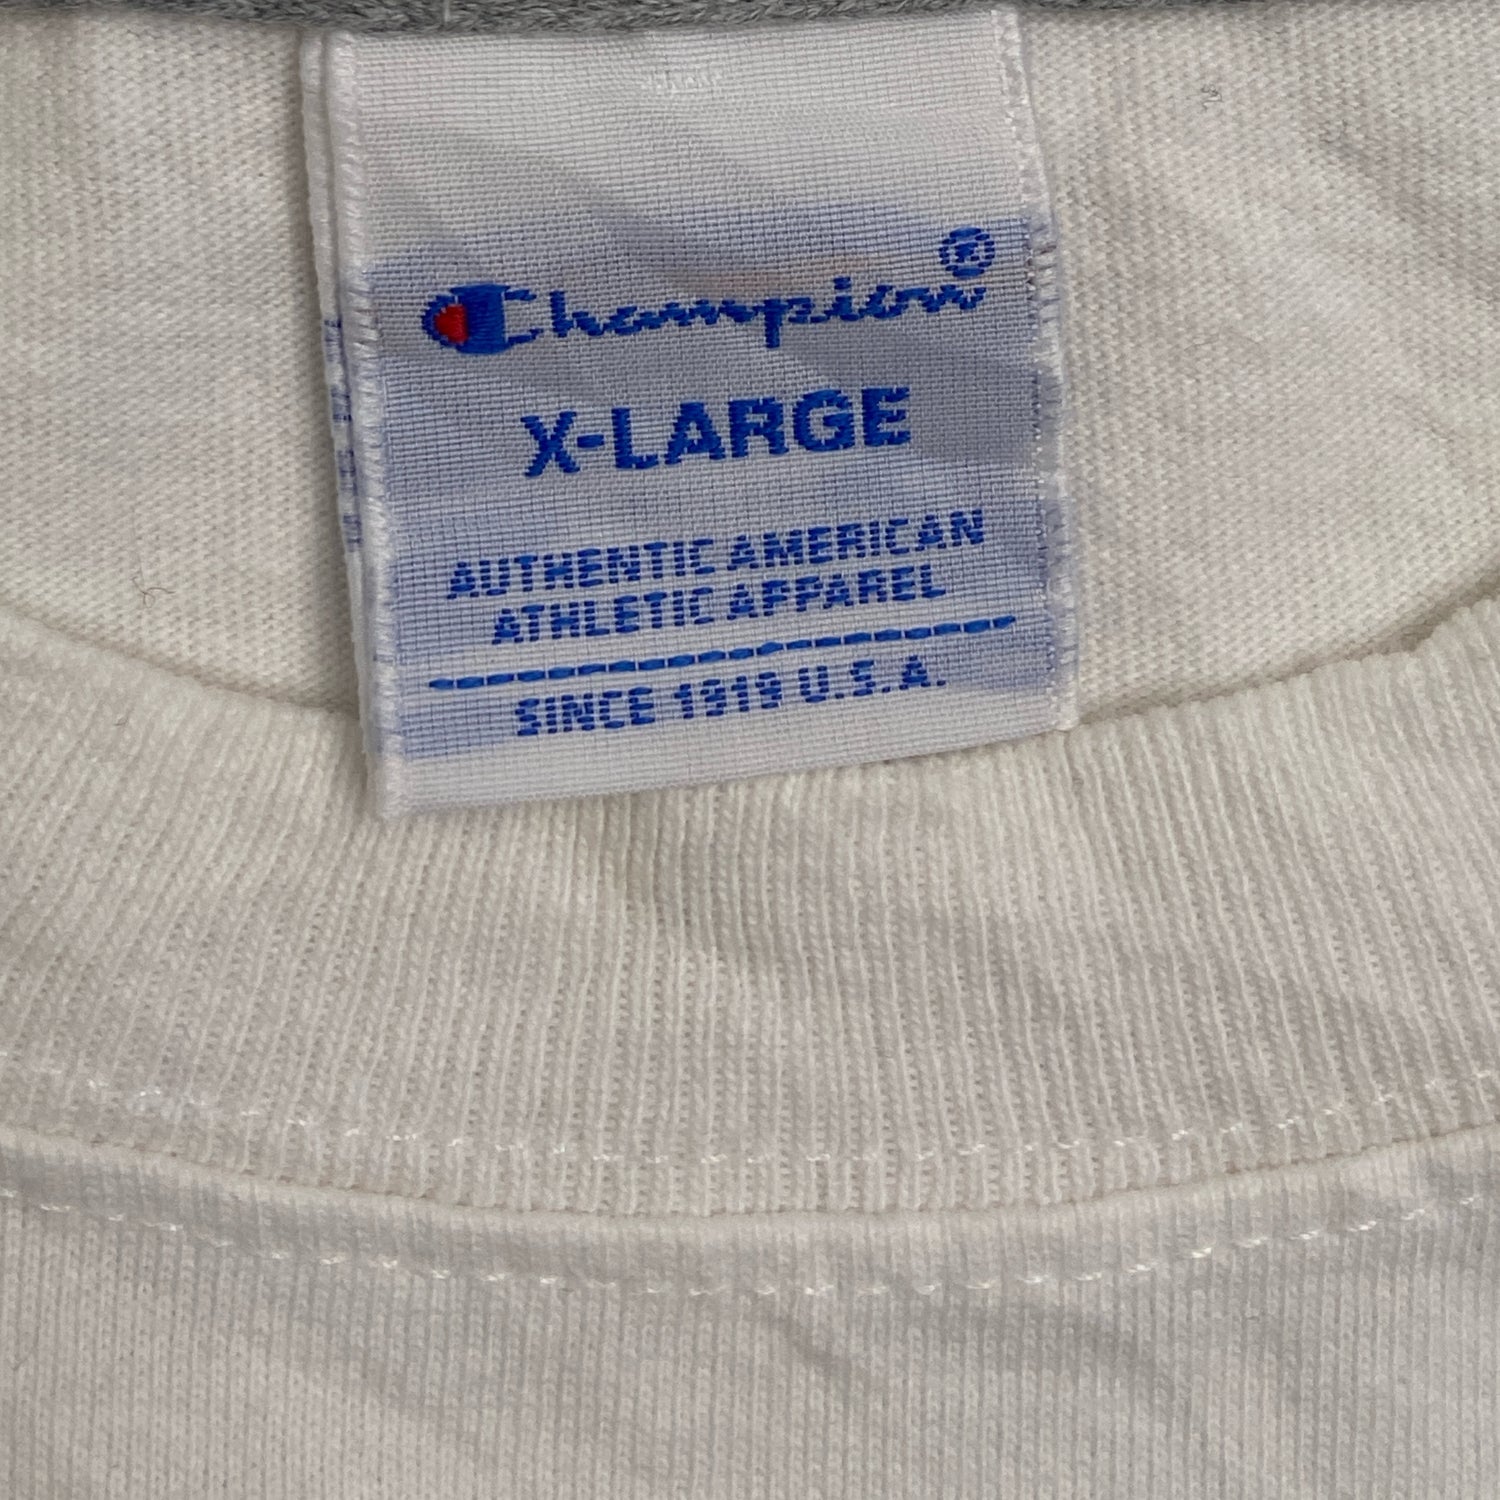 Champion®
X-LARGE
AUTHENTIC AMERICAN
ATHLETIC APPAREL
SINCE 1919 U.S.A.